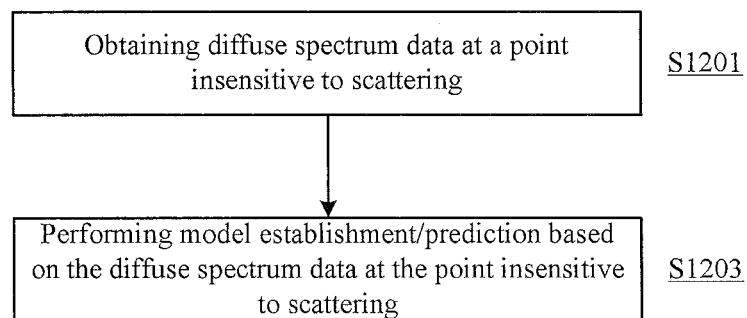 Obtaining diffuse spectrum data at a point
insensitive to scattering
S1201
Performing model establishment/prediction based
on the diffuse spectrum data at the point insensitive
to scattering
S1203